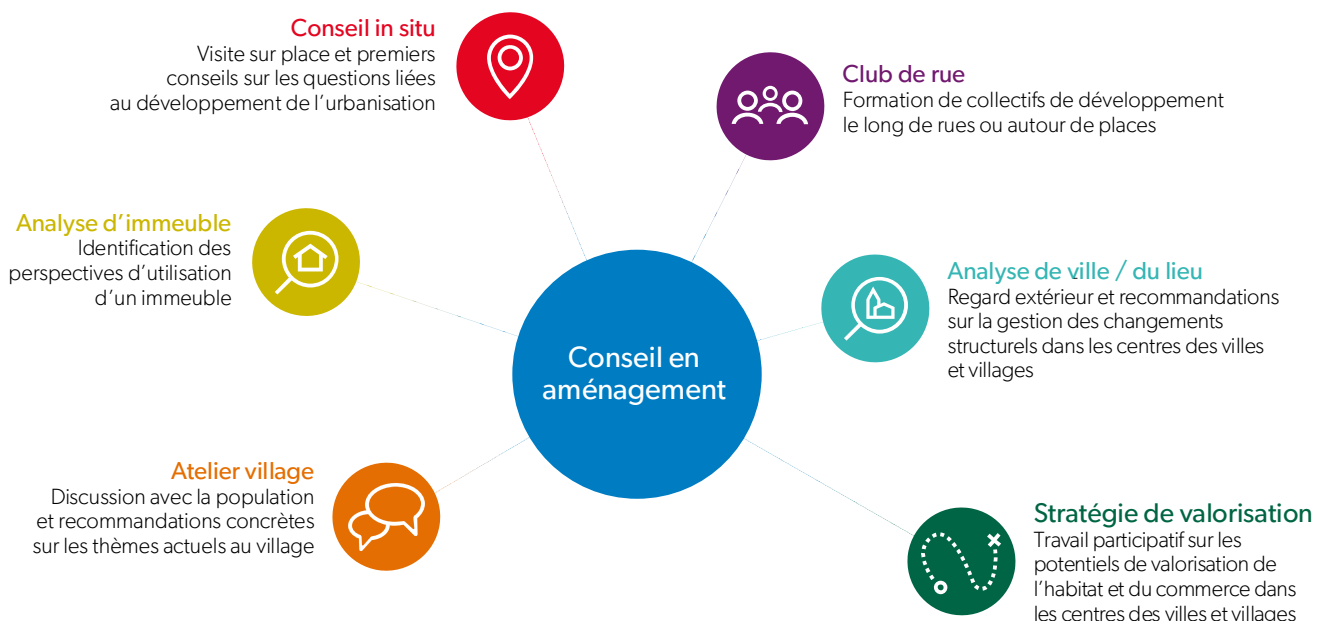 Conseil in situ
Visite sur place et premiers
conseils sur les questions liées
au développement de l'urbanisation
Club de rue
Formation de collectifs de développement
le long de rues ou autour de places
Analyse d'immeuble
Identification des
perspectives d'utilisation
d'un immeuble
Analyse de ville / du lieu
Regard extérieur et recommandations
sur la gestion des changements
structurels dans les centres des villes
et villages
Conseil en
aménagement
Atelier village
Discussion avec la population
et recommandations concrètes
sur les thèmes actuels au village
Stratégie de valorisation
Travail participatif sur les
potentiels de valorisation de
l'habitat et du commerce dans
les centres des villes et villages